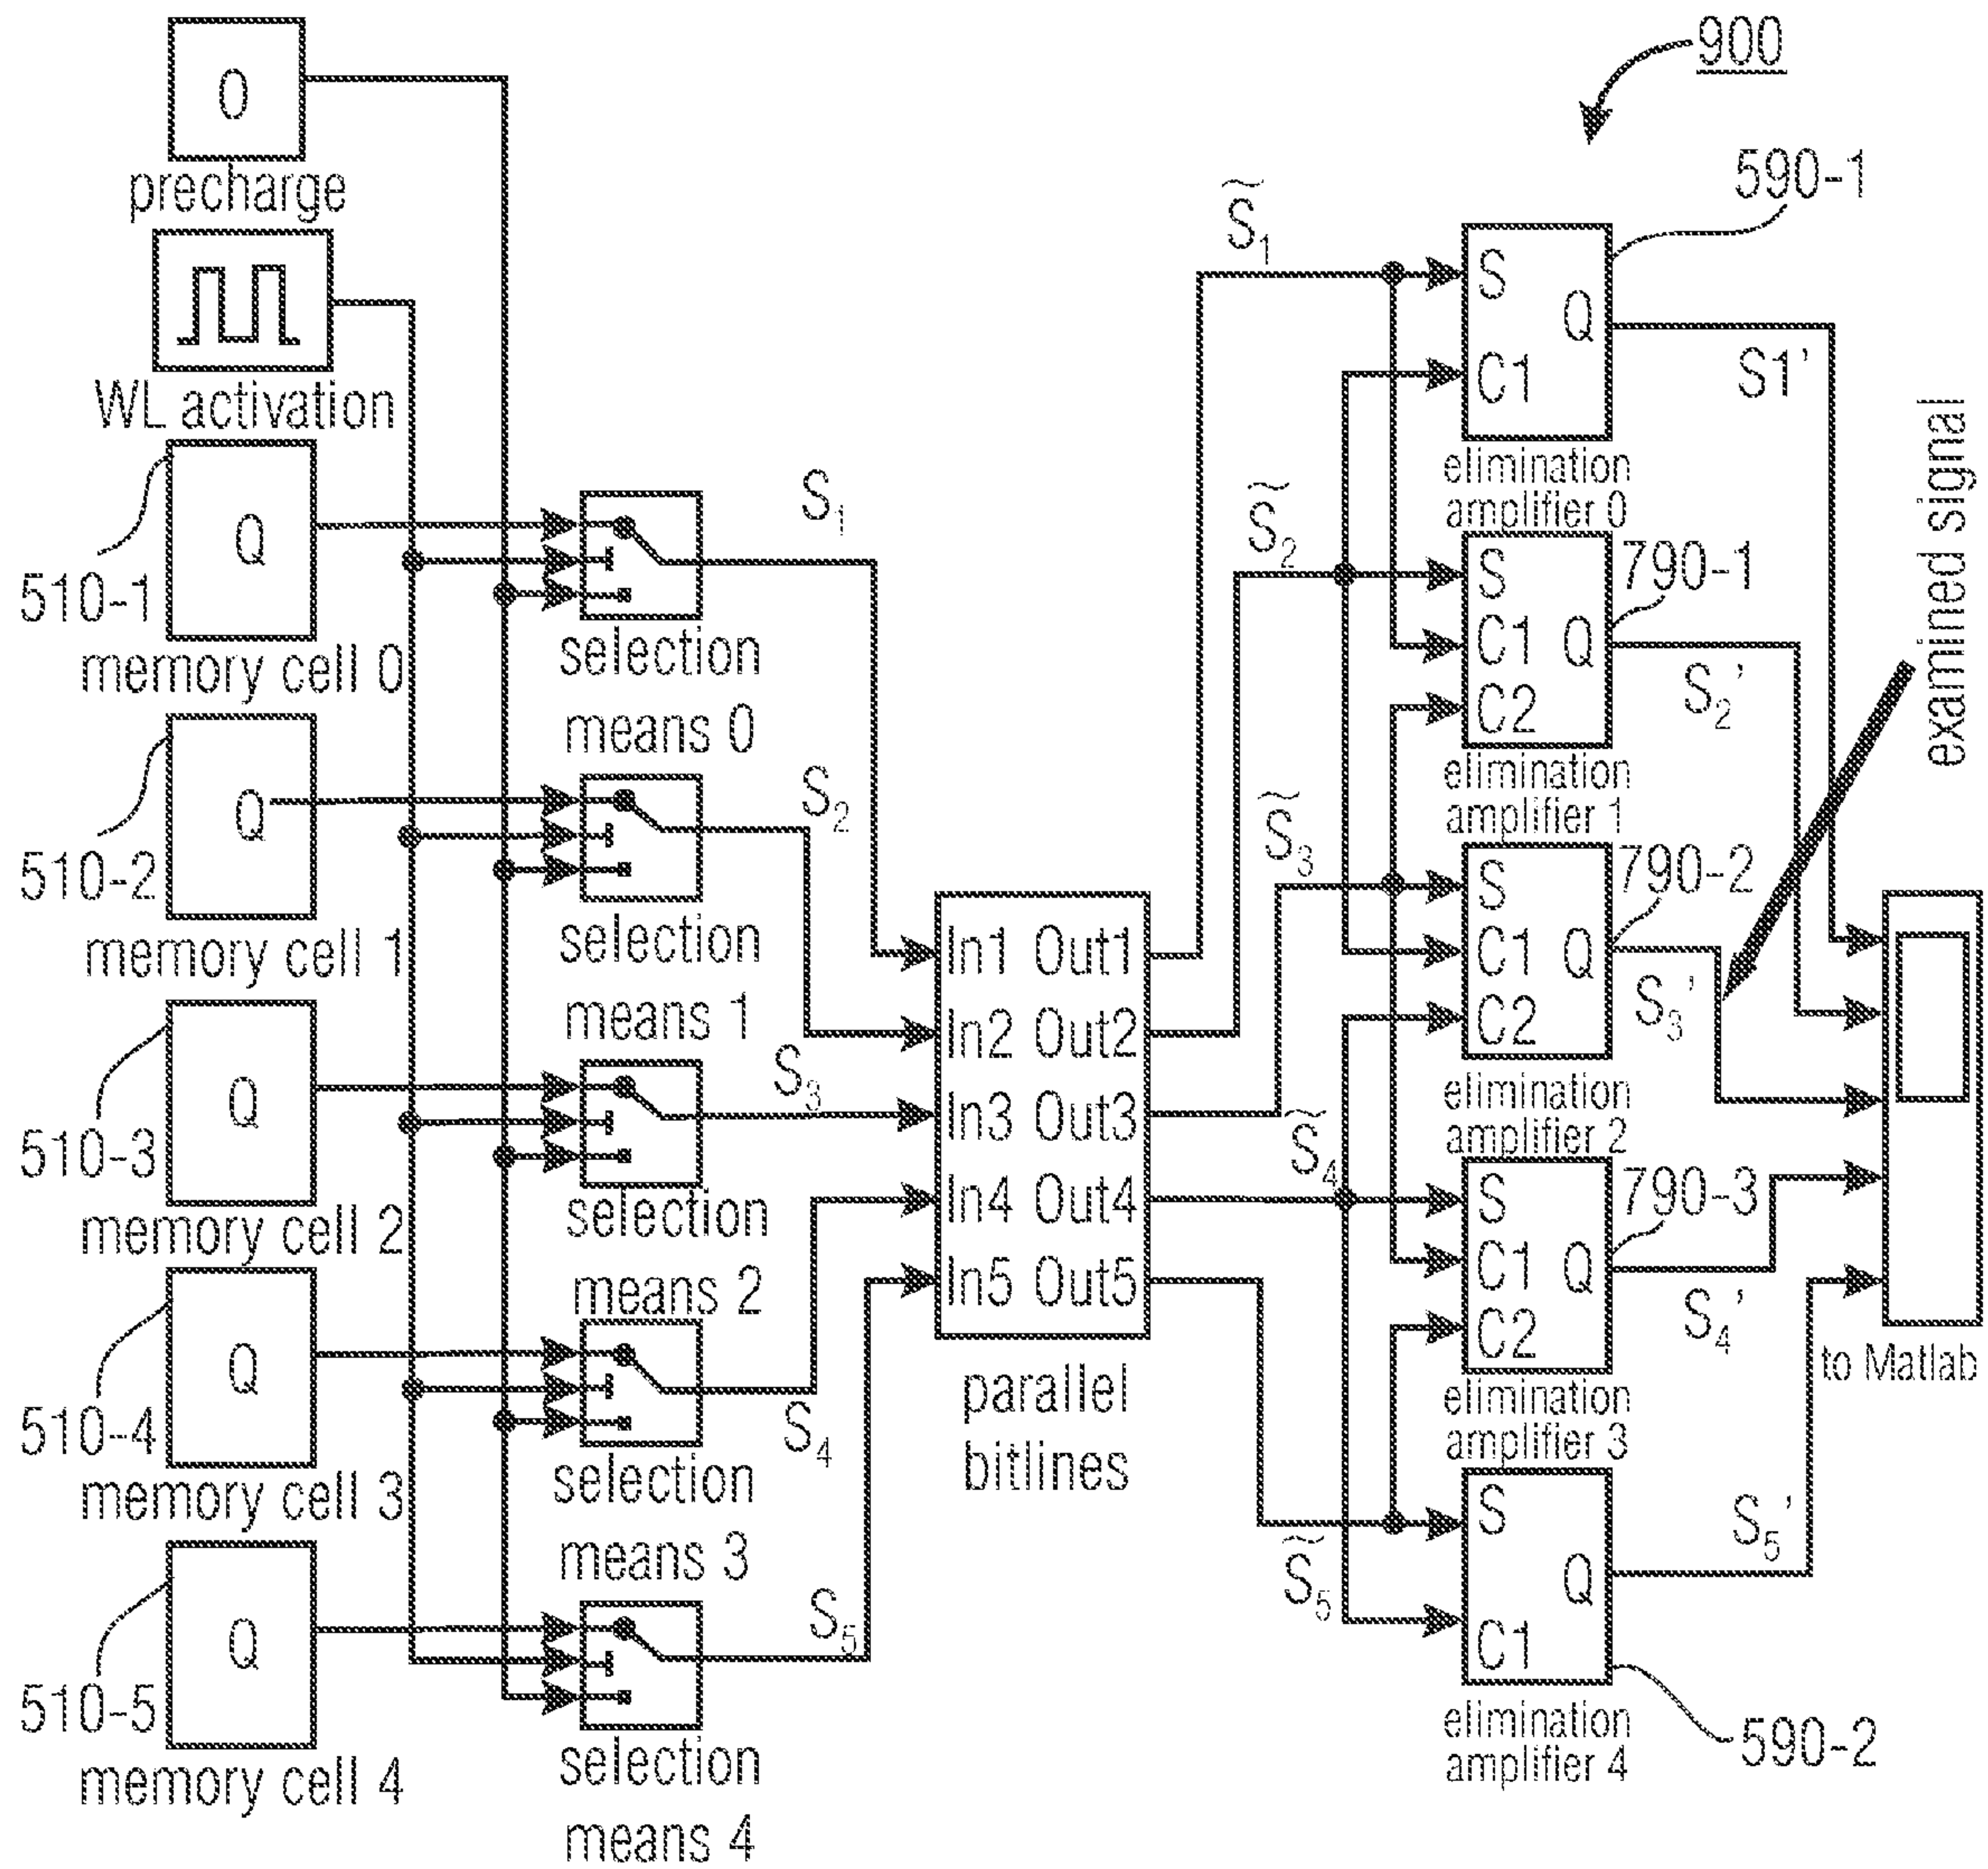 900
0
precharge
WL activation
Q
510-1
memory cell 0
Q
510-2
memory cell 1
Q
510-3
memory cell 2
Q
510-4
memory cell 3
Q
510-5
memory cell 4
selection
means 0
selection
means 1
selection
means 2
selection
means 3
selection
means 4
S₁
S₂
S₃
S₄
S₅
In1 Out1
In2 Out2
In3 Out3
In4 Out4
In5 Out5
parallel
bitlines
S̃₁
S̃₂
S̃₃
S̃₄
S̃₅
590-1
S
Q
C1
elimination
amplifier 0
790-1
S
C1 Q
C2
elimination
amplifier 1
790-2
S
C1 Q
C2
elimination
amplifier 2
790-3
S
C1 Q
C2
elimination
amplifier 3
S
Q
C1
elimination
amplifier 4
590-2
S1'
S₂'
S₃'
S₄'
S₅'
examined signal
to Matlab